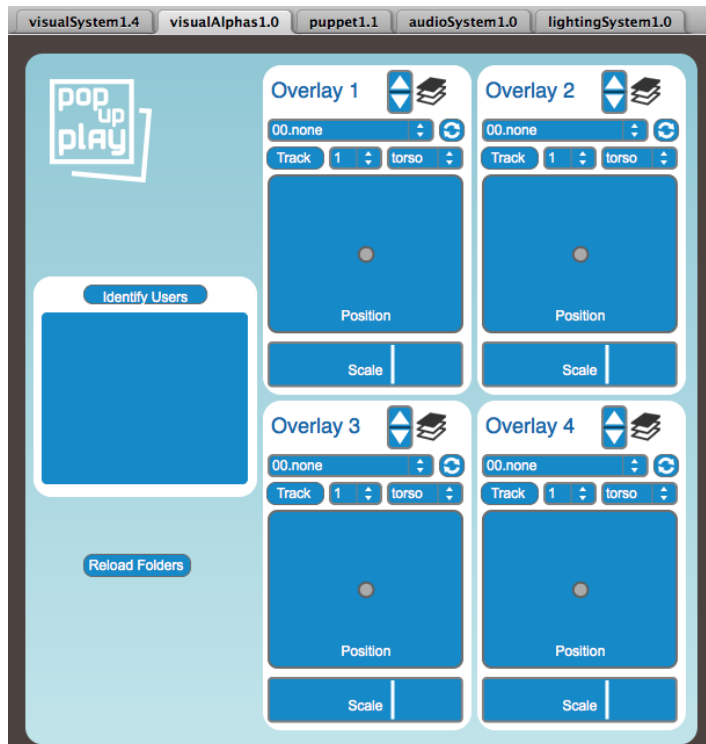 visualSystem1.4 visualAlphas1.0 puppet1.1 audioSystem1.0 lightingSystem1.0
pop
up
play
Identify Users
Reload Folders
Overlay 1
00.none
Track 1 torso
Position
Scale
Overlay 2
00.none
Track 1 torso
Position
Scale
Overlay 3
00.none
Track 1 torso
Position
Scale
Overlay 4
00.none
Track 1 torso
Position
Scale